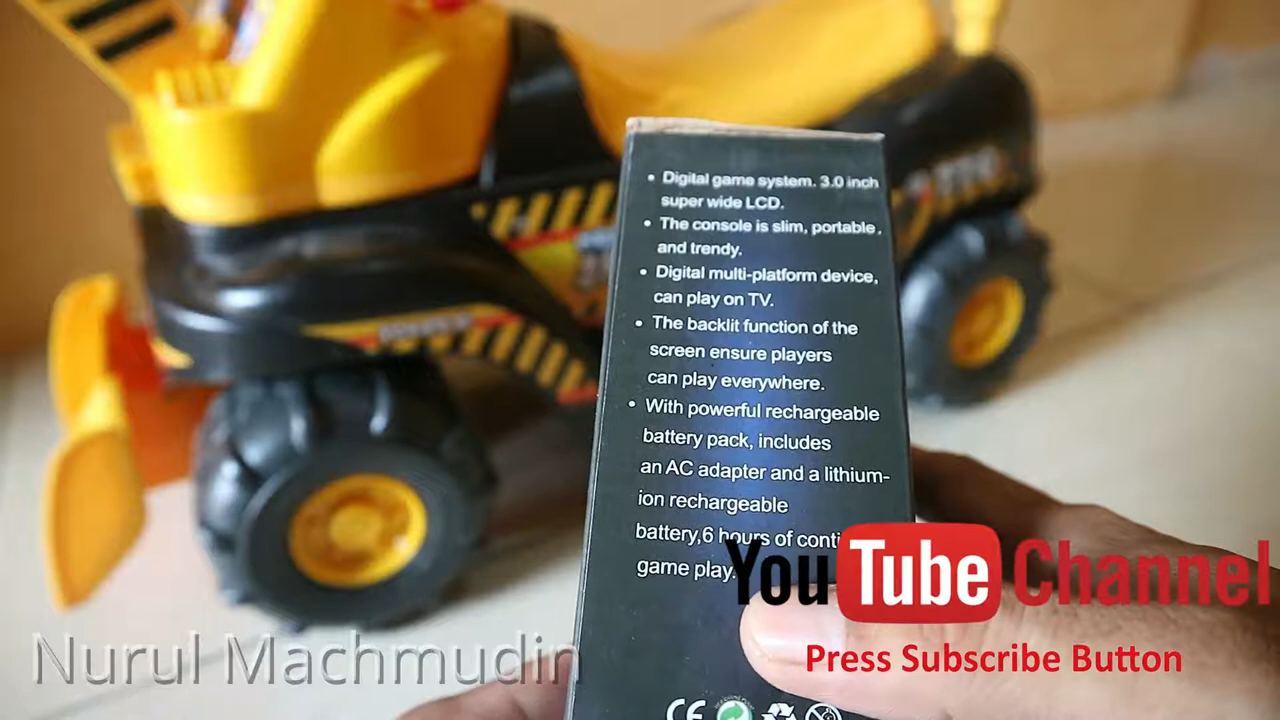 • Digital game system. 3.0 inch
super wide LCD.
• The console is slim, portable,
and trendy.
• Digital multi-platform device,
can play on TV.
• The backlit function of the
screen ensure players
can play everywhere.
• With powerful rechargeable
battery pack, includes
an AC adapter and a lithium-
ion rechargeable
battery,6 hours of conti
game play.
YouTube Channel
Press Subscribe Button
Nurul Machmudin
CE